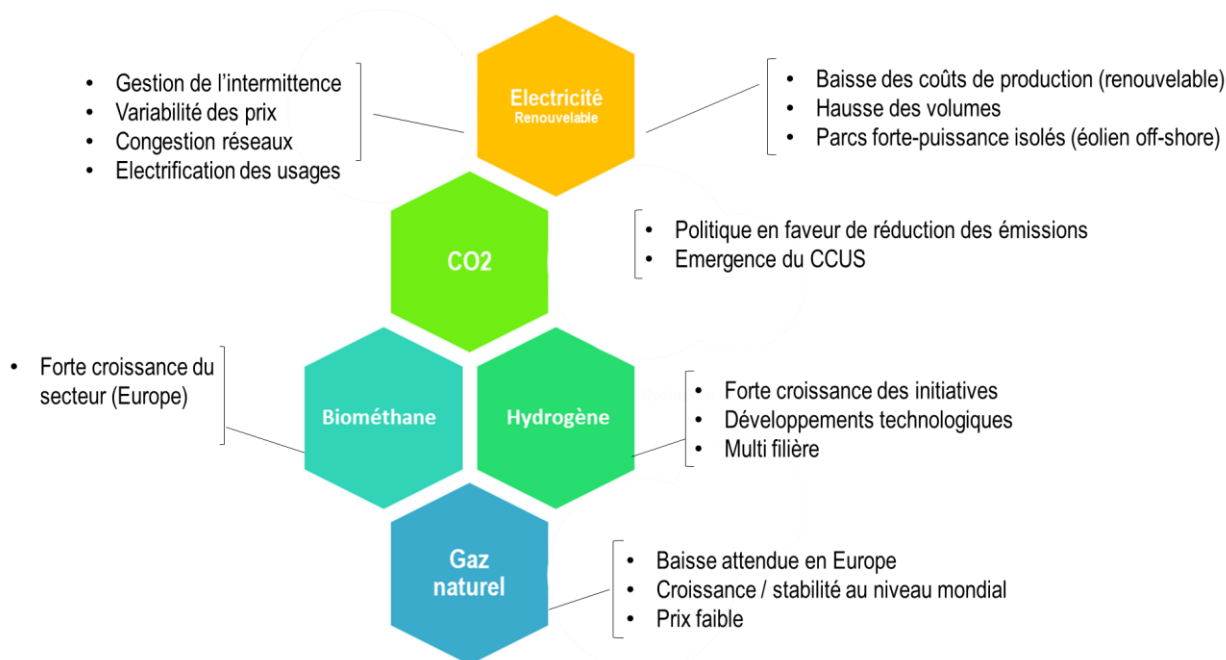 • Gestion de l'intermittence
• Variabilité des prix
• Congestion réseaux
• Electrification des usages
Electricité
Renouvelable
• Baisse des coûts de production (renouvelable)
• Hausse des volumes
• Parcs forte-puissance isolés (éolien off-shore)
CO2
• Politique en faveur de réduction des émissions
• Emergence du CCUS
• Forte croissance du
secteur (Europe)
Biométhane
Hydrogène
• Forte croissance des initiatives
• Développements technologiques
• Multi filière
Gaz
naturel
• Baisse attendue en Europe
• Croissance / stabilité au niveau mondial
• Prix faible